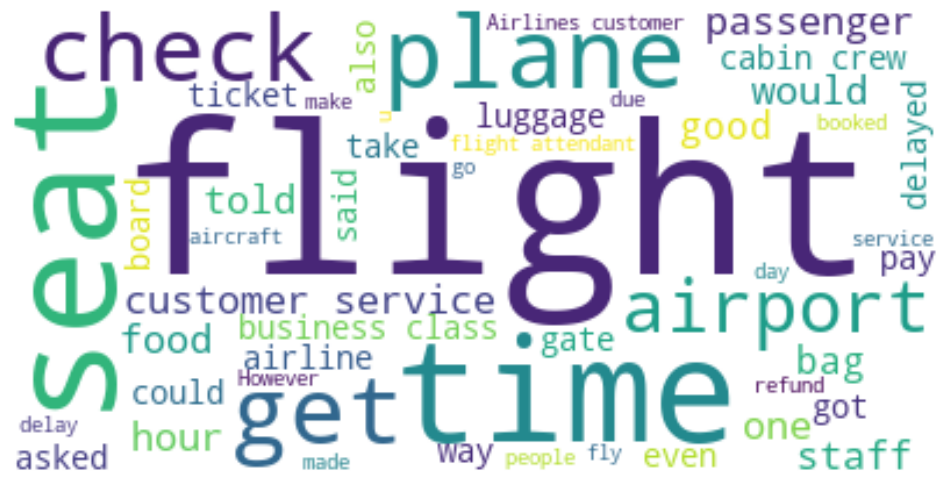 Airlines customer
passenger
check
plane
also
cabin crew
ticket
make
due
would
delayed
seat
luggage
u
good
booked
flight
take
flight attendant
go
board
told
said
aircraft
service
pay
day
customer service
airport
food
business class
gate
airline
time
bag
However
could
get
refund
got
delay
hour
one
asked
made
way
people
fly
even
staff